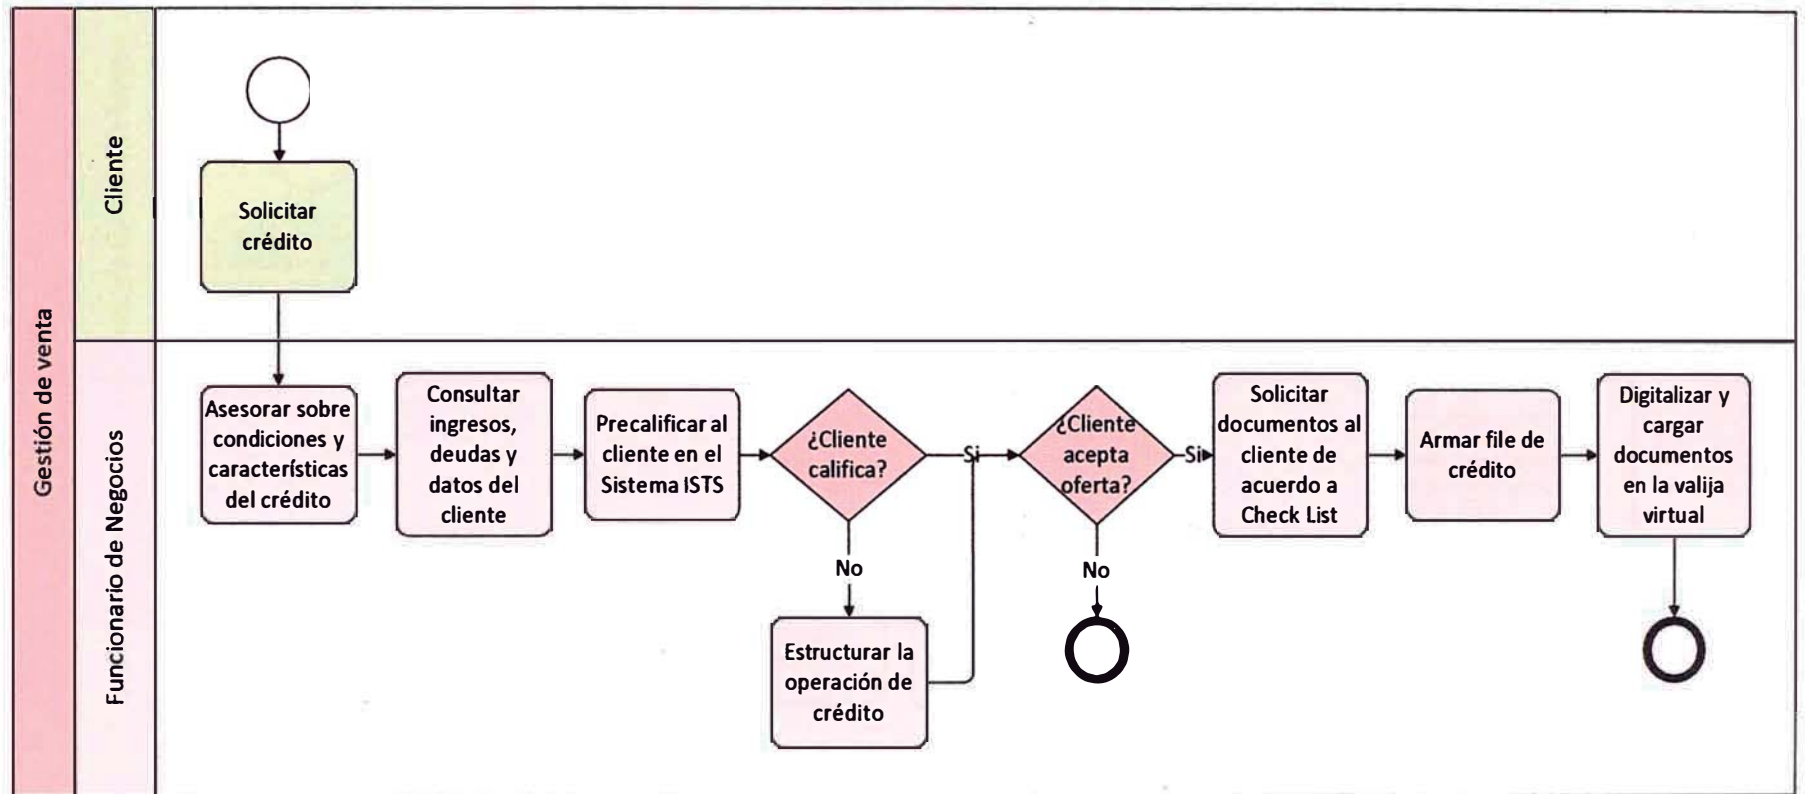 Gestión de venta
Cliente
Solicitar
crédito
Funcionario de Negocios
Asesorar sobre
condiciones y
características
del crédito
Consultar
ingresos,
deudas y
datos del
cliente
Precalificar al
cliente en el
Sistema ISTS
¿Cliente
califica?
Si
No
Estructurar la
operación de
crédito
¿Cliente
acepta
oferta?
Si
No
Solicitar
documentos al
cliente de
acuerdo a
Check List
Armar file de
crédito
Digitalizar y
cargar
documentos
en la valija
virtual